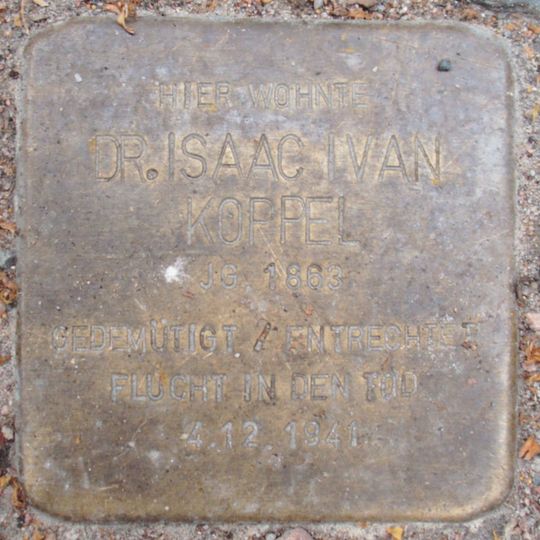 HIER WOHNTE
DR. ISAAC IVAN
KOPPEL
JG. 1863
GEDEMÜTIGT / ENTRECHTET
FLUCHT IN DEN TOD
4.12.1941